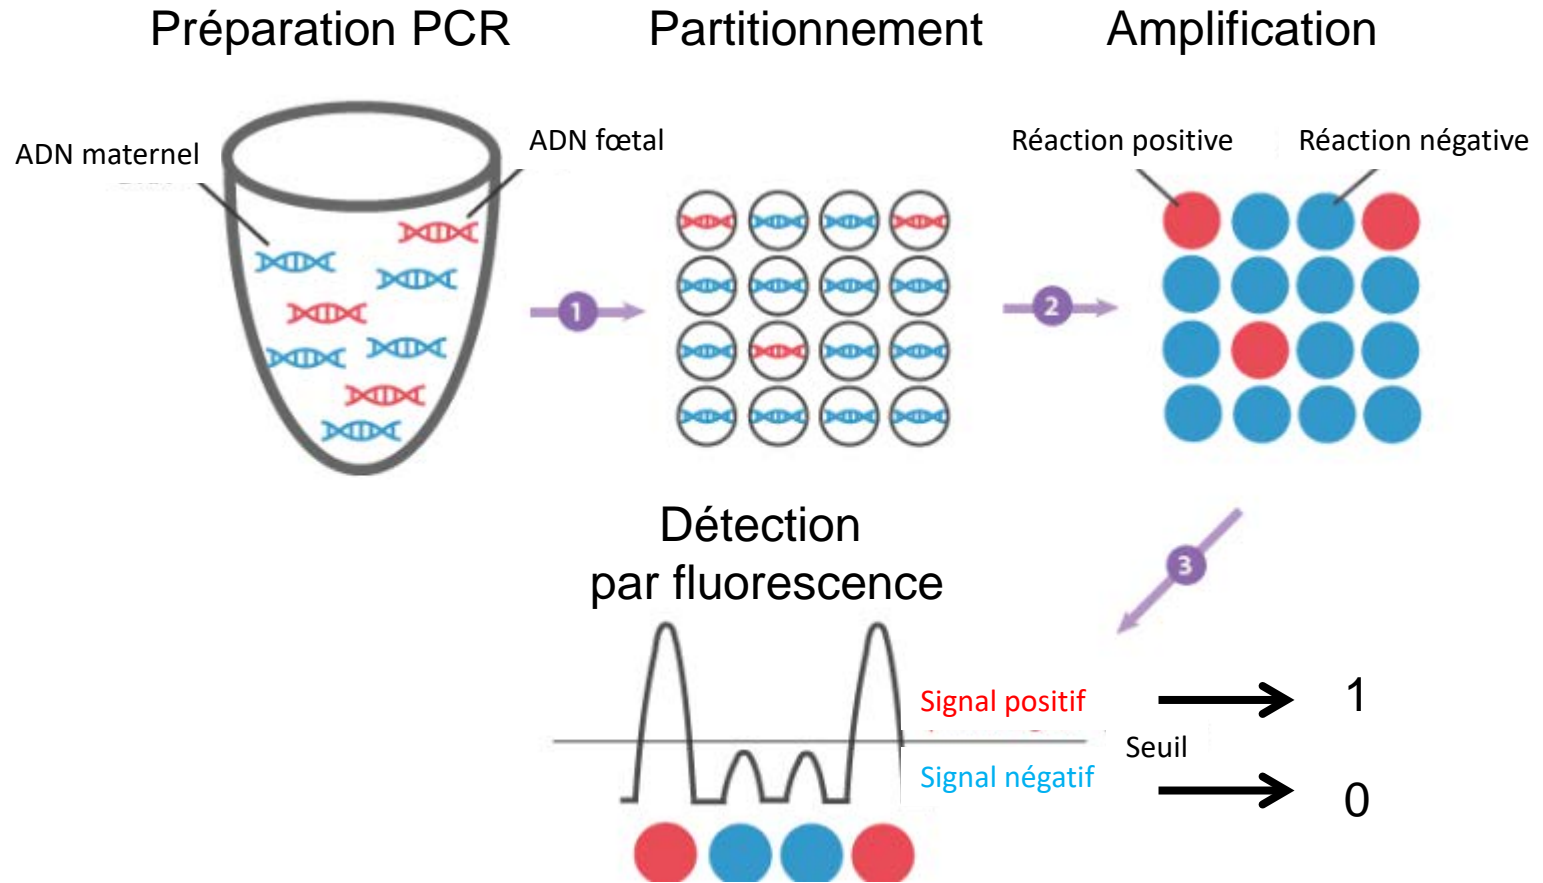 Préparation PCR
Partitionnement
Amplification
ADN maternel
ADN fœtal
Réaction positive
Réaction négative
1
2
3
Détection
par fluorescence
Signal positif
1
Seuil
Signal négatif
0